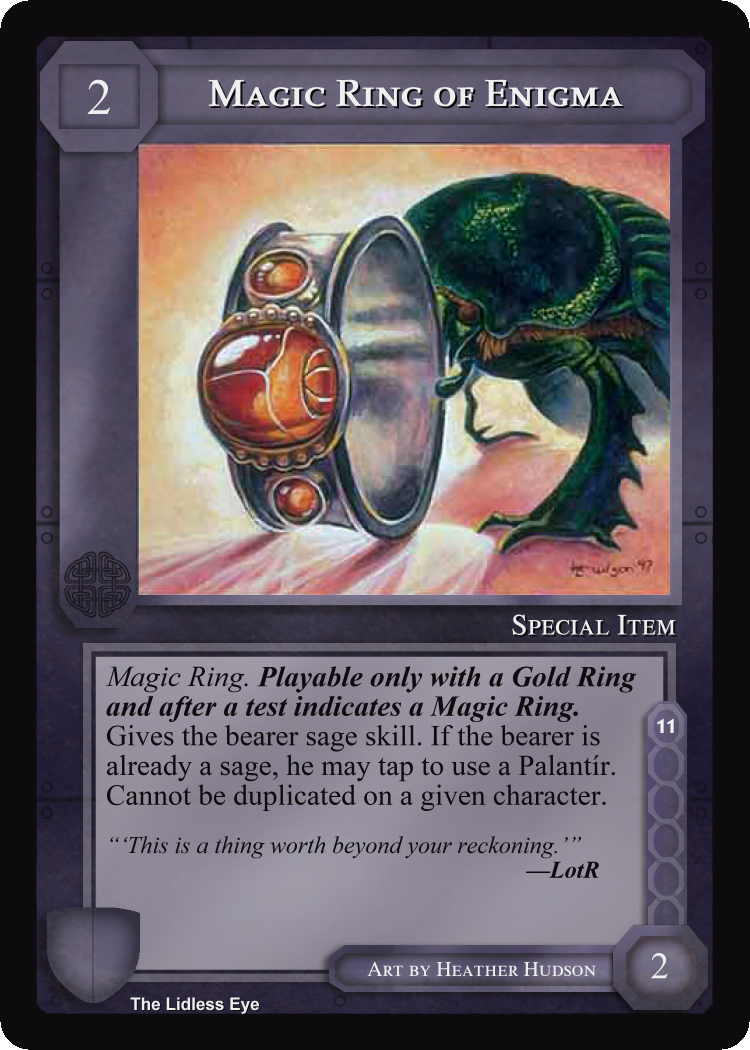 2
Magic Ring of Enigma
Special Item
Magic Ring. Playable only with a Gold Ring
and after a test indicates a Magic Ring.
Gives the bearer sage skill. If the bearer is
already a sage, he may tap to use a Palantír.
Cannot be duplicated on a given character.
11
“‘This is a thing worth beyond your reckoning.’”
—LotR
Art by Heather Hudson
2
The Lidless Eye